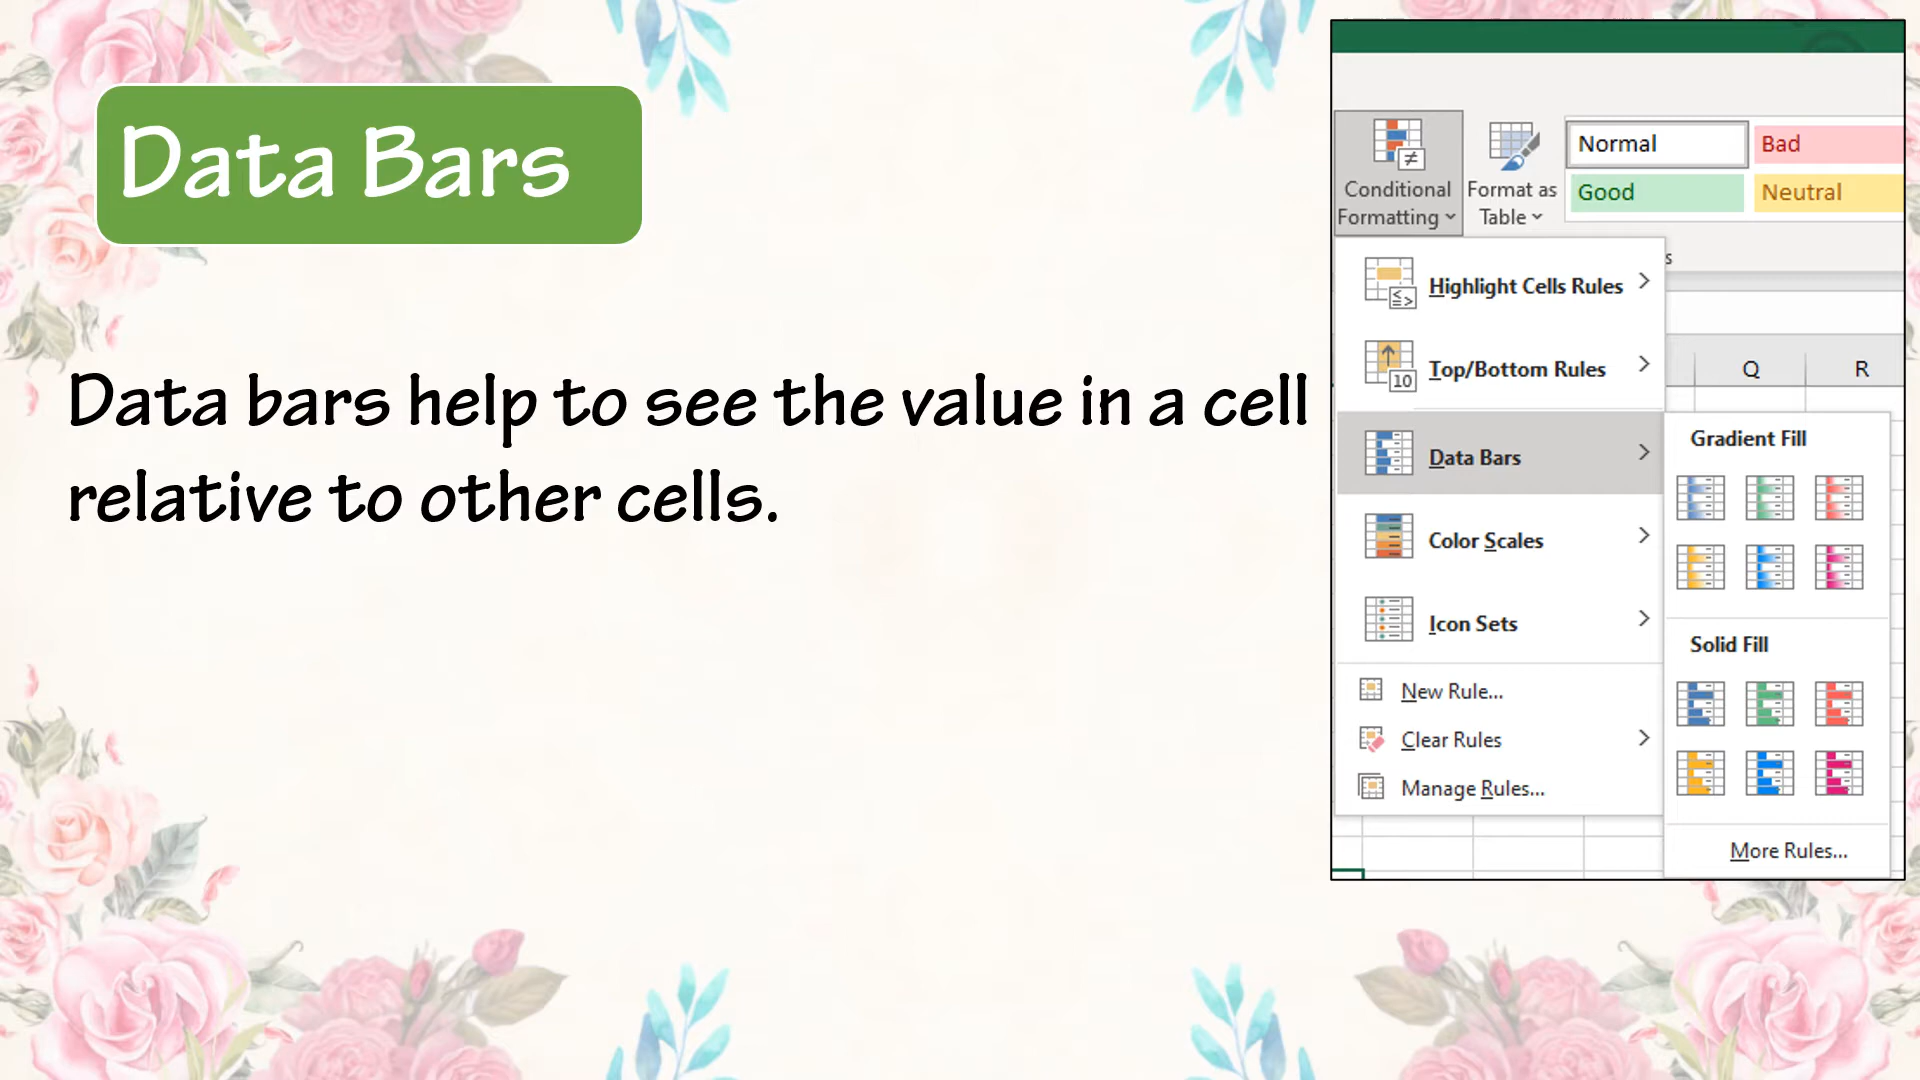 Data Bars
Data bars help to see the value in a cell
relative to other cells.
Conditional
Formatting
Format as
Table
Normal
Bad
Good
Neutral
s
Highlight Cells Rules
Top/Bottom Rules
10
Q
R
Data Bars
Color Scales
Icon Sets
New Rule...
Clear Rules
Manage Rules...
Gradient Fill
Solid Fill
More Rules...